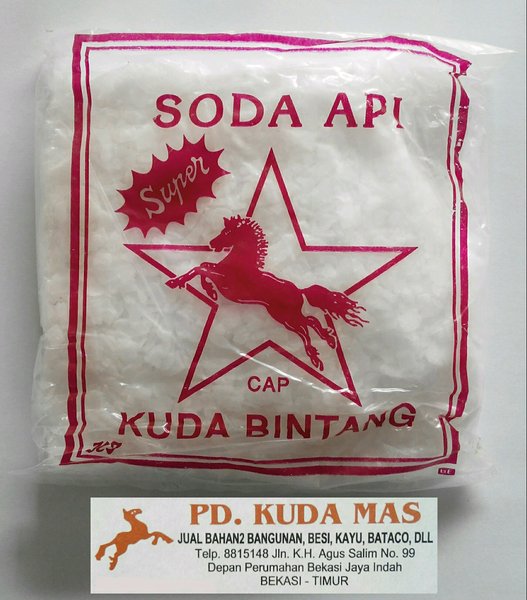 SODA API
Super
CAP
KUDA BINTANG
PD. KUDA MAS
JUAL BAHAN2 BANGUNAN, BESI, KAYU, BATACO, DLL
Telp. 8815148 Jln. K.H. Agus Salim No. 99
Depan Perumahan Bekasi Jaya Indah
BEKASI - TIMUR